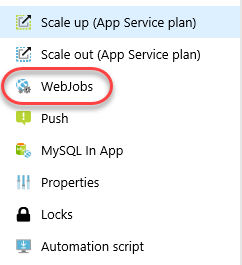 Scale up (App Service plan)
Scale out (App Service plan)
WebJobs
Push
MySQL In App
Properties
Locks
Automation script